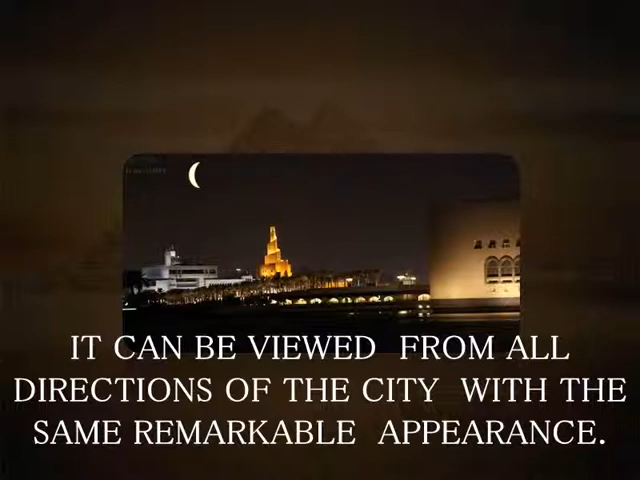 IT CAN BE VIEWED FROM ALL
DIRECTIONS OF THE CITY WITH THE
SAME REMARKABLE APPEARANCE.